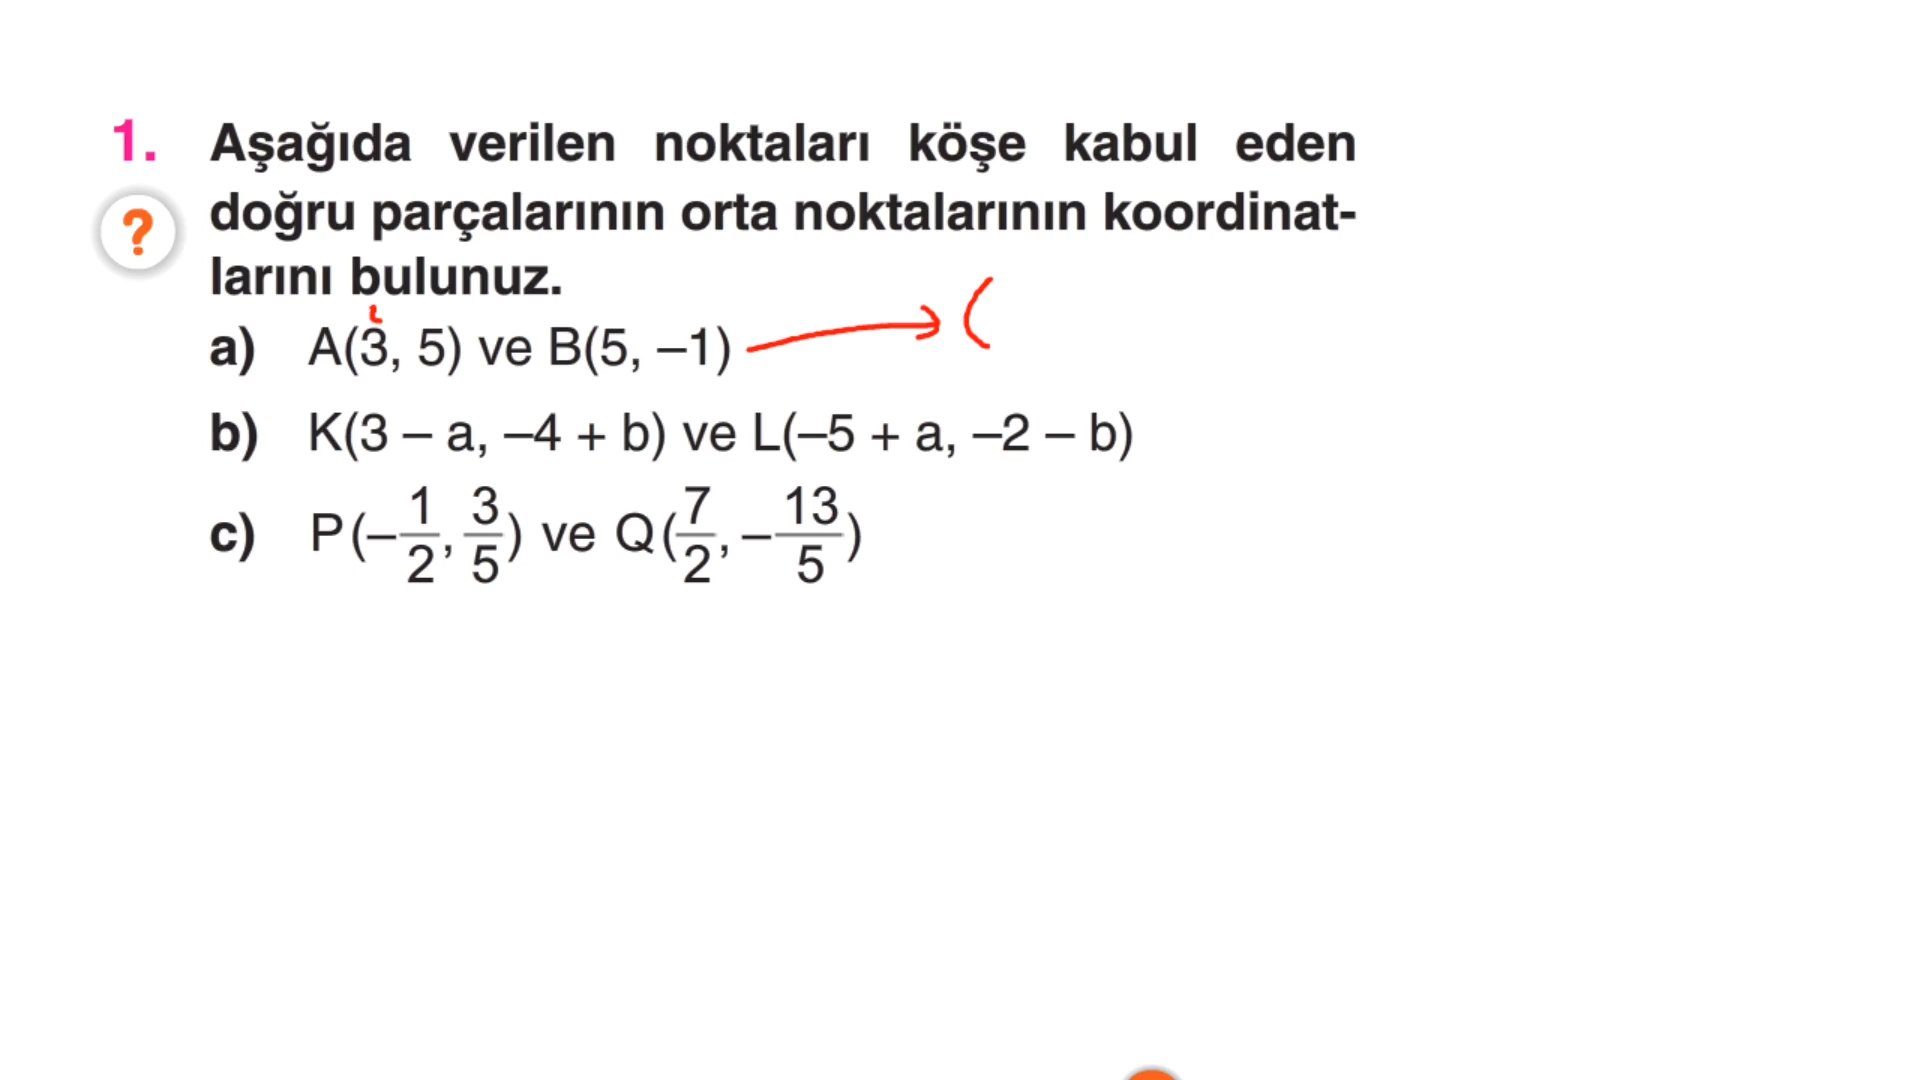 1. Aşağıda verilen noktaları köşe kabul eden
? doğru parçalarının orta noktalarının koordinat-
larını bulunuz.
a) A(3, 5) ve B(5, –1) → (
b) K(3 – a, –4 + b) ve L(–5 + a, –2 – b)
c) P(–1/2, 3/5) ve Q(7/2, –13/5)